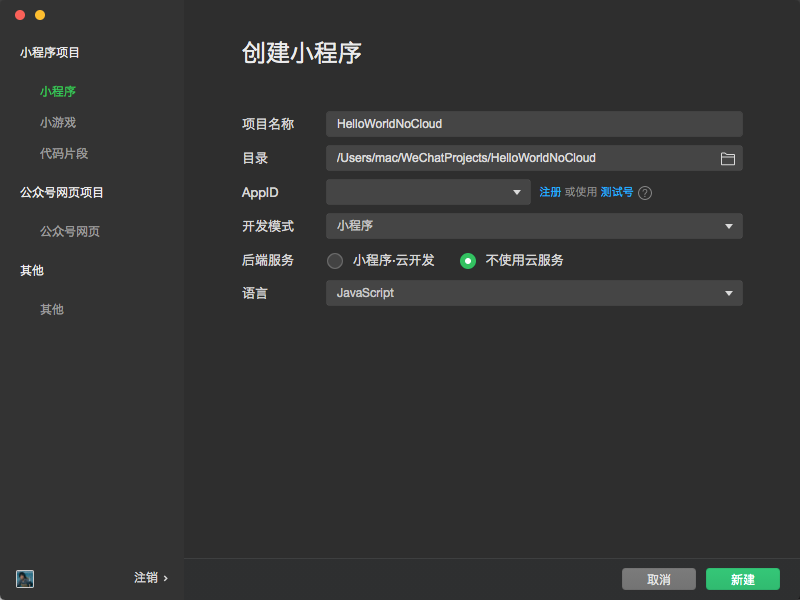 小程序项目
小程序
小游戏
代码片段
公众号网页项目
公众号网页
其他
其他
注销 ›
创建小程序
项目名称 HelloWorldNoCloud
目录 /Users/mac/WeChatProjects/HelloWorldNoCloud
AppID 注册 或使用 测试号 ?
开发模式 小程序
后端服务 小程序·云开发 不使用云服务
语言 JavaScript
取消 新建